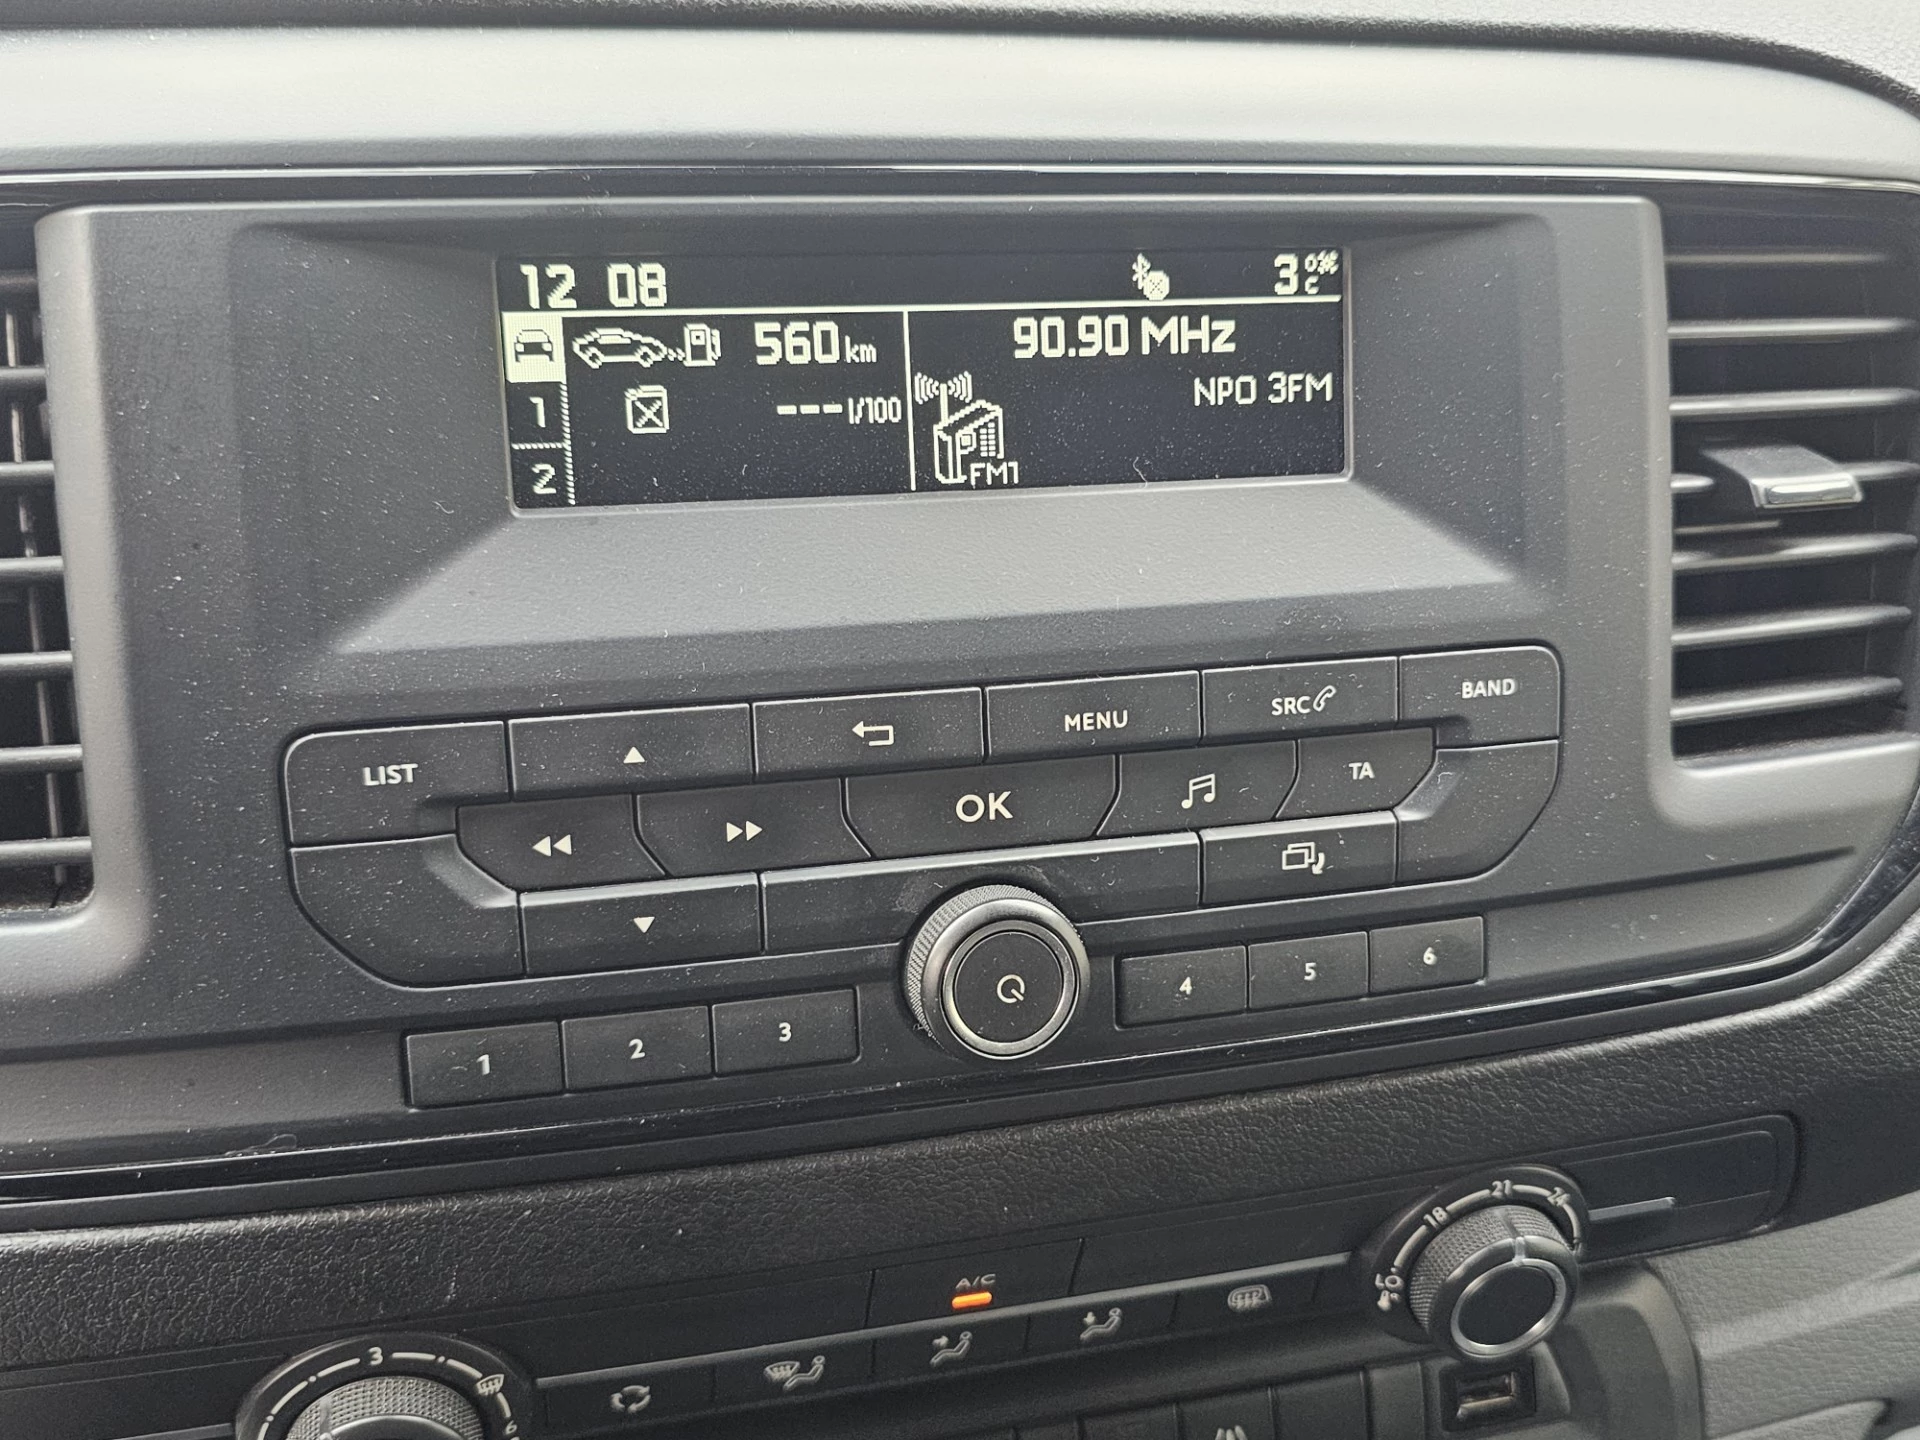 12 08 3°C
560 km 90.90 MHz
1 ---l/100 NPO 3FM
2 FM1
LIST MENU SRC BAND
OK TA
1 2 3 4 5 6
18 21 24
A/C
3
6